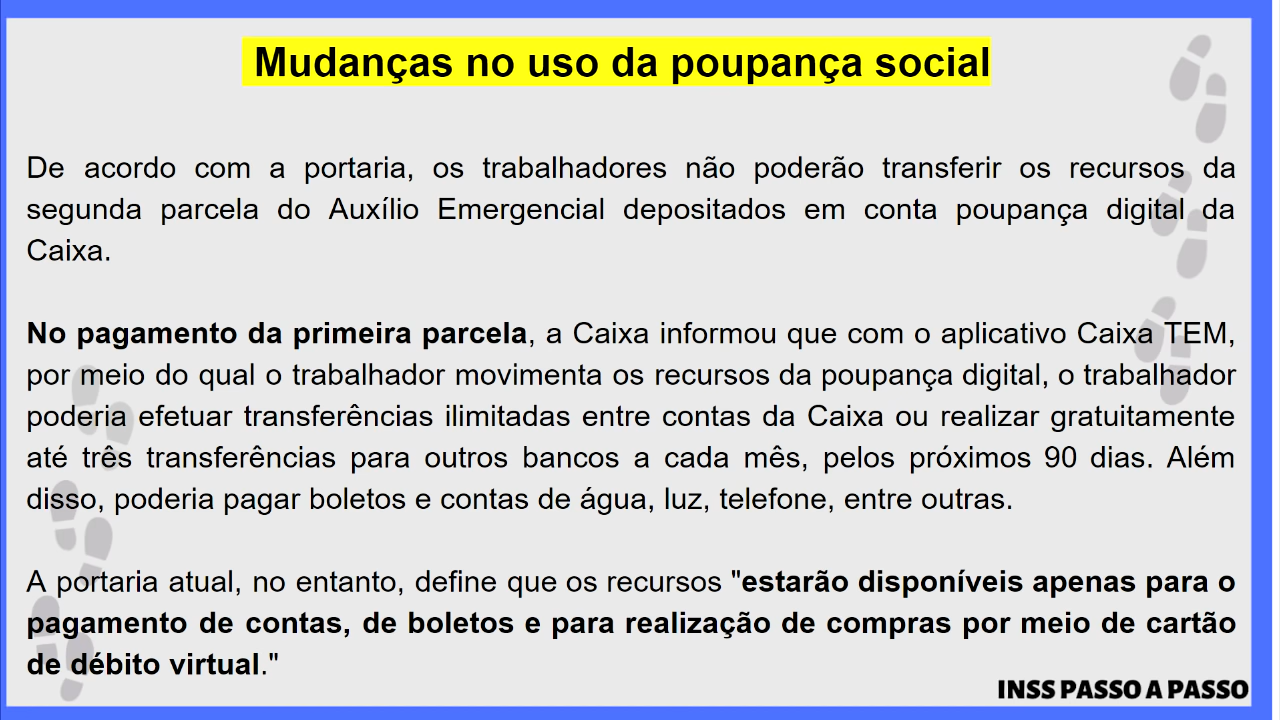 Mudanças no uso da poupança social
De acordo com a portaria, os trabalhadores não poderão transferir os recursos da
segunda parcela do Auxílio Emergencial depositados em conta poupança digital da
Caixa.
No pagamento da primeira parcela, a Caixa informou que com o aplicativo Caixa TEM,
por meio do qual o trabalhador movimenta os recursos da poupança digital, o trabalhador
poderia efetuar transferências ilimitadas entre contas da Caixa ou realizar gratuitamente
até três transferências para outros bancos a cada mês, pelos próximos 90 dias. Além
disso, poderia pagar boletos e contas de água, luz, telefone, entre outras.
A portaria atual, no entanto, define que os recursos "estarão disponíveis apenas para o
pagamento de contas, de boletos e para realização de compras por meio de cartão
de débito virtual."
INSS PASSO A PASSO